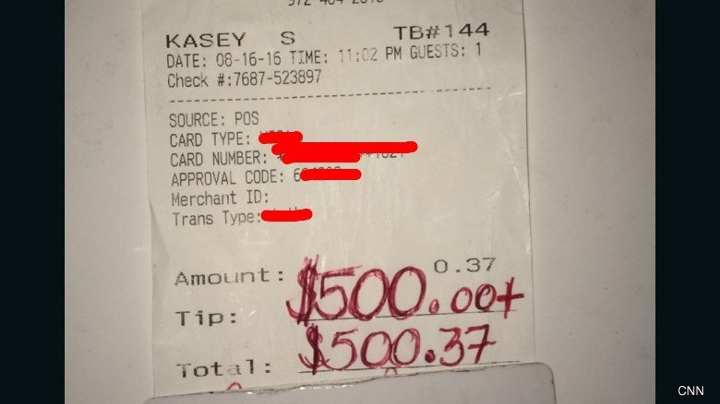 KASEY S TB#144
DATE: 08-16-16 TIME: 11:02 PM GUESTS: 1
Check #:7687-523897
SOURCE: POS
CARD TYPE:
CARD NUMBER:
APPROVAL CODE:
Merchant ID:
Trans Type:
Amount: 0.37
Tip: $500.00+
Total: $500.37
CNN